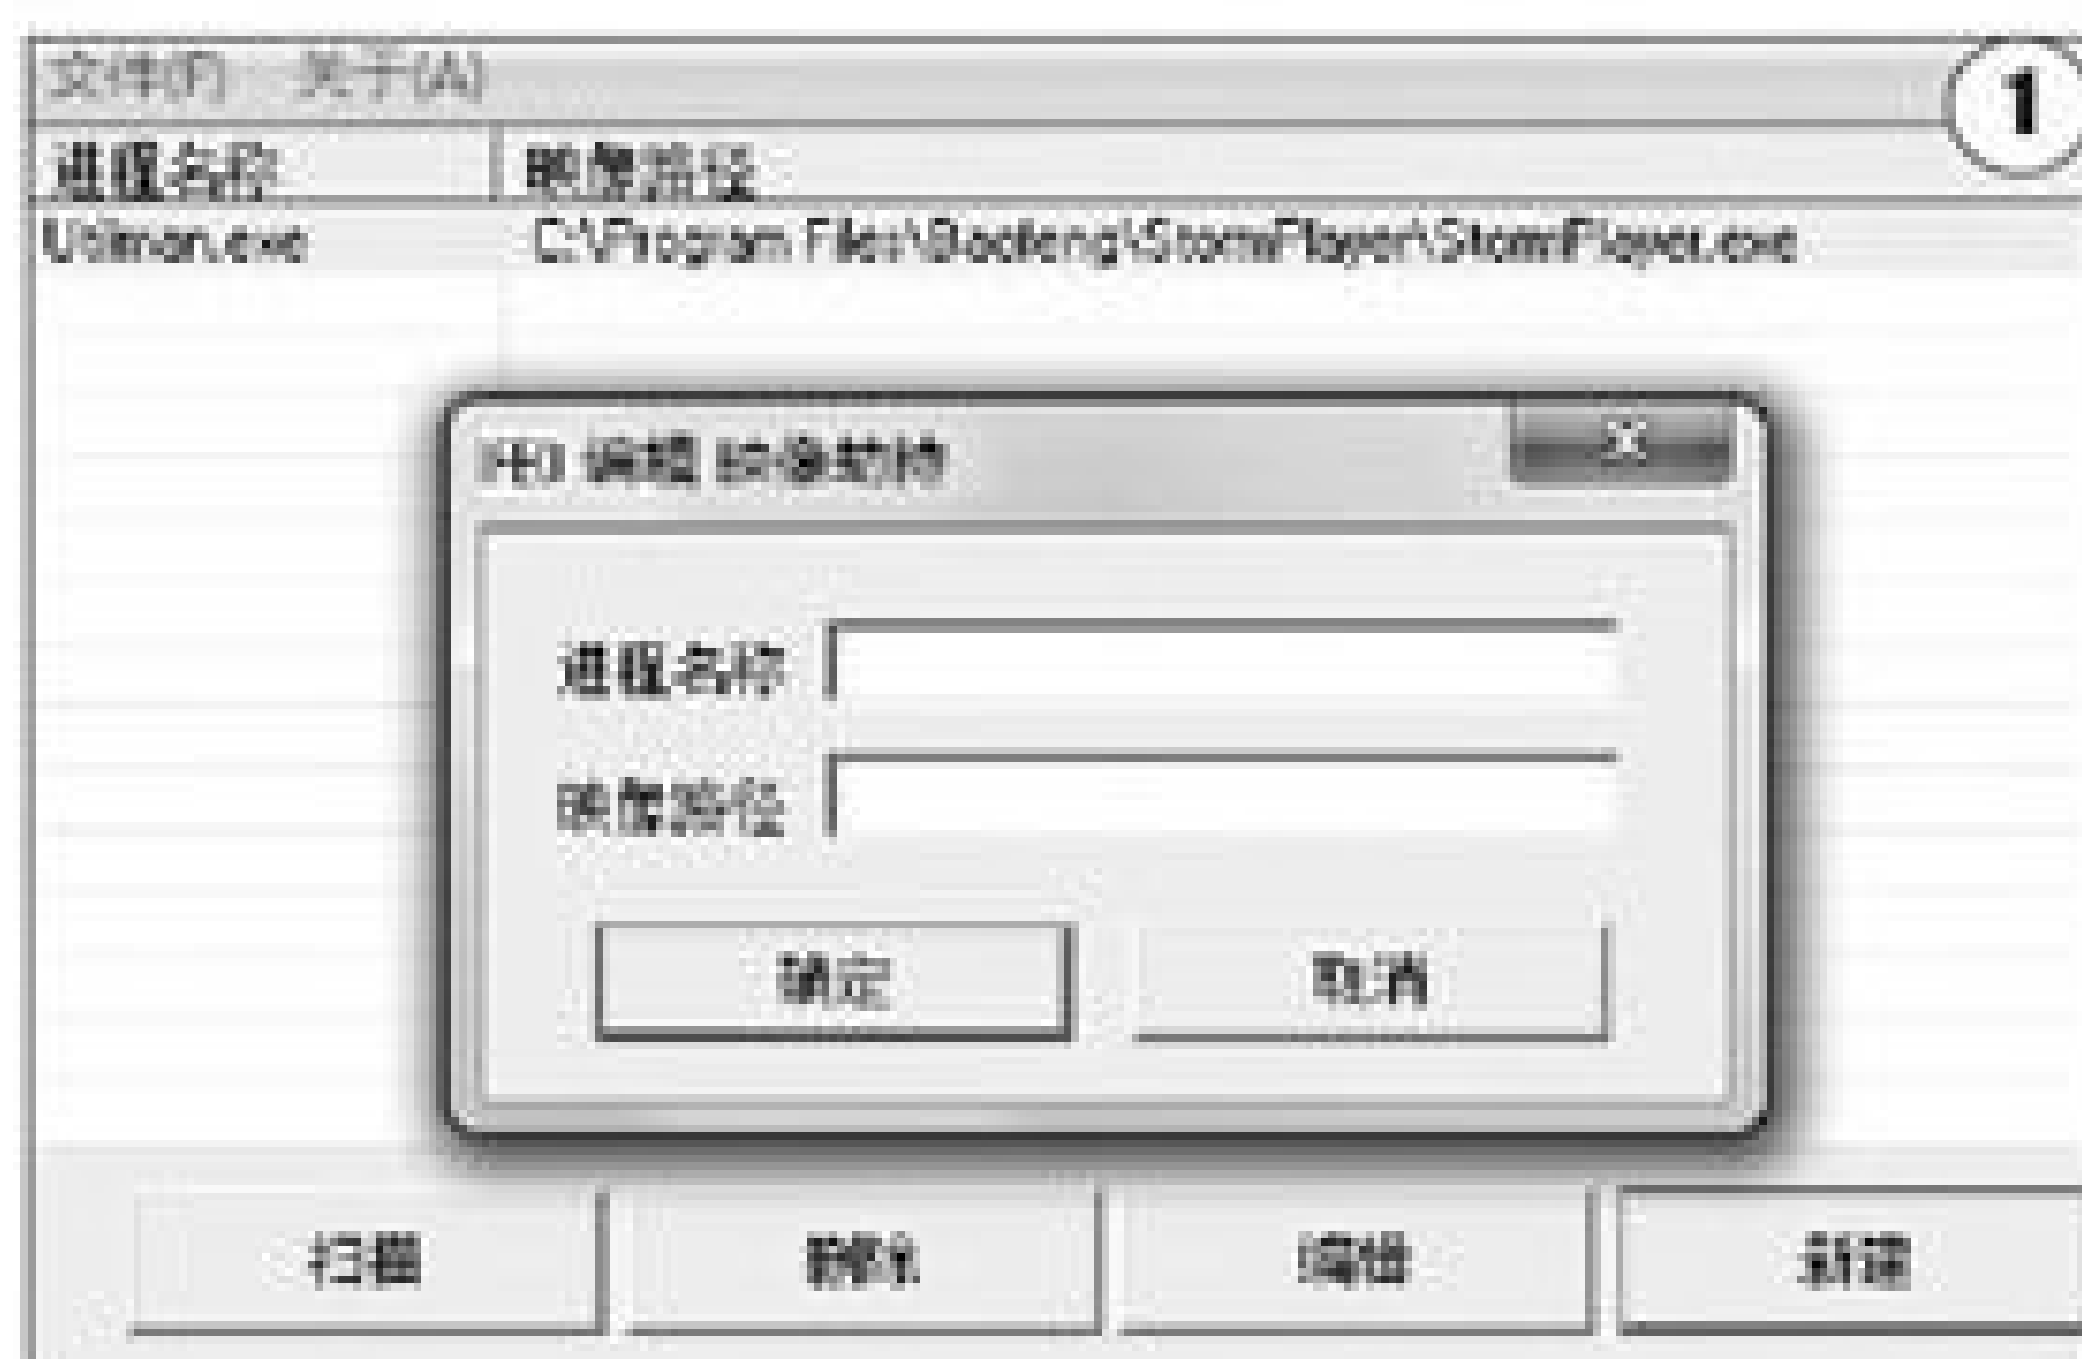 文件(F) 关于(A)
1
进程名称 映像路径
Utilman.exe C:\Program Files\Baofeng\StormPlayer\StormPlayer.exe
IFEO 编辑 映像劫持
进程名称
映像路径
确定 取消
扫描 删除 编辑 新建